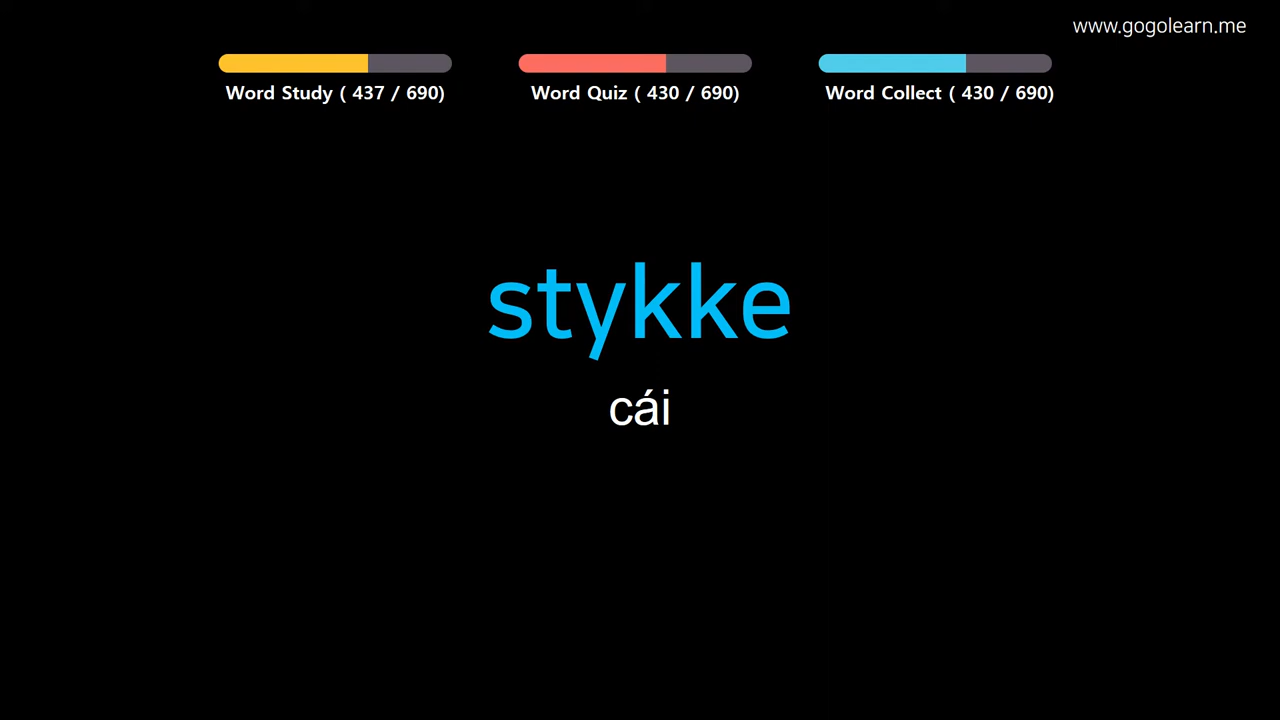 www.gogolearn.me
Word Study ( 437 / 690)
Word Quiz ( 430 / 690)
Word Collect ( 430 / 690)
stykke
cái